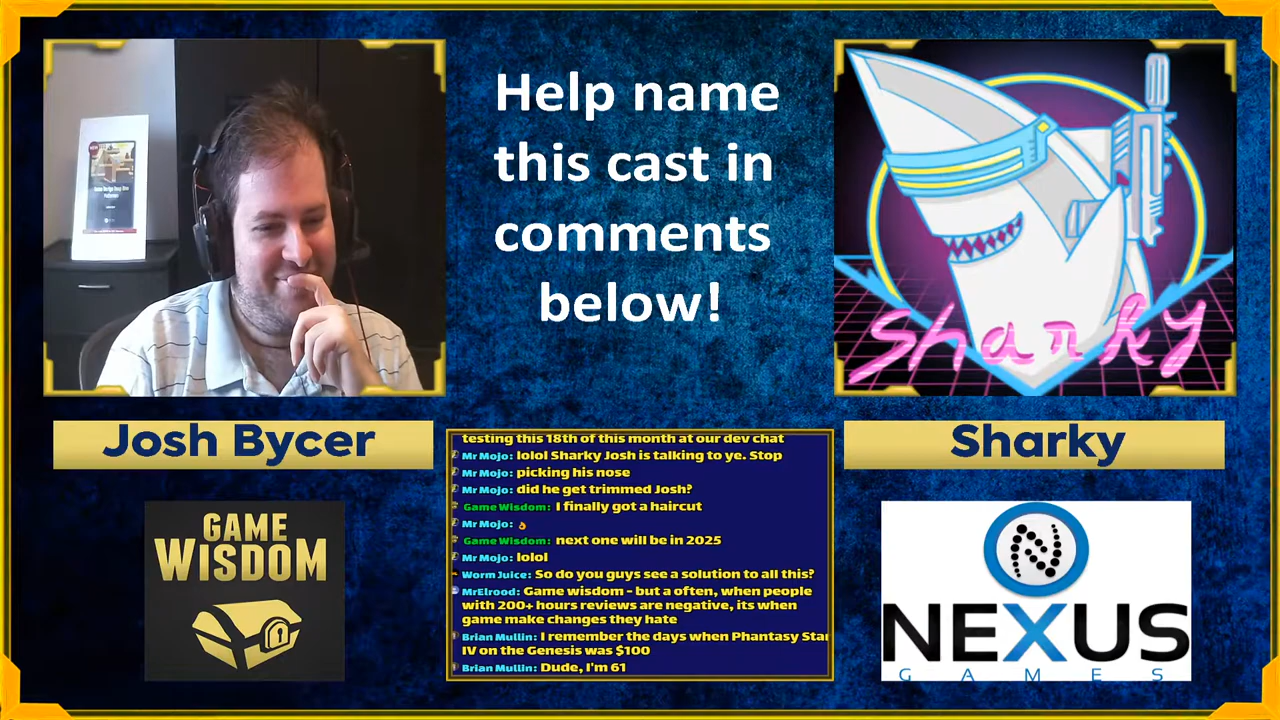 Help name
this cast in
comments
below!
Sharky
Josh Bycer
Sharky
testing this 18th of this month at our dev chat
Mr Mojo: lolol Sharky Josh is talking to ye. Stop
Mr Mojo: picking his nose
Mr Mojo: did he get trimmed Josh?
Game Wisdom: I finally got a haircut
Mr Mojo: 👌
Game Wisdom: next one will be in 2025
Mr Mojo: lolol
Worm Juice: So do you guys see a solution to all this?
MrElrood: Game wisdom - but a often, when people
with 200+ hours reviews are negative, its when
game make changes they hate
Brian Mullin: I remember the days when Phantasy Star
IV on the Genesis was $100
Brian Mullin: Dude, I'm 61
GAME
WISDOM
NEXUS
GAMES